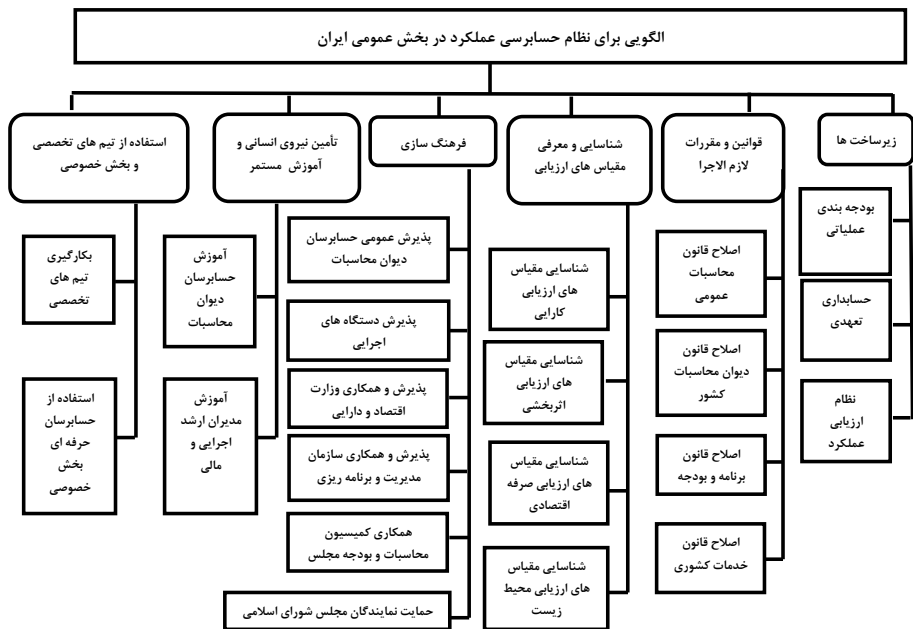 الگویی برای نظام حسابرسی عملکرد در بخش عمومی ایران
زیرساخت ها
بودجه بندی
عملیاتی
حسابداری
تعهدی
نظام
ارزیابی
عملکرد
قوانین و مقررات
لازم الاجرا
اصلاح قانون
محاسبات
عمومی
اصلاح قانون
دیوان محاسبات
کشور
اصلاح قانون
برنامه و بودجه
اصلاح قانون
خدمات کشوری
شناسایی و معرفی
مقیاس های ارزیابی
شناسایی مقیاس
های ارزیابی
کارایی
شناسایی مقیاس
های ارزیابی
اثربخشی
شناسایی مقیاس
های ارزیابی صرفه
اقتصادی
شناسایی مقیاس
های ارزیابی محیط
زیست
فرهنگ سازی
پذیرش عمومی حسابرسان
دیوان محاسبات
پذیرش دستگاه های
اجرایی
پذیرش و همکاری وزارت
اقتصاد و دارایی
پذیرش و همکاری سازمان
مدیریت و برنامه ریزی
همکاری کمیسیون
محاسبات و بودجه مجلس
حمایت نمایندگان مجلس شورای اسلامی
تأمین نیروی انسانی و
آموزش مستمر
آموزش
حسابرسان
دیوان
محاسبات
آموزش
مدیران ارشد
اجرایی و
مالی
استفاده از تیم های تخصصی
و بخش خصوصی
بکارگیری
تیم های
تخصصی
استفاده از
حسابرسان
حرفه ای
بخش
خصوصی